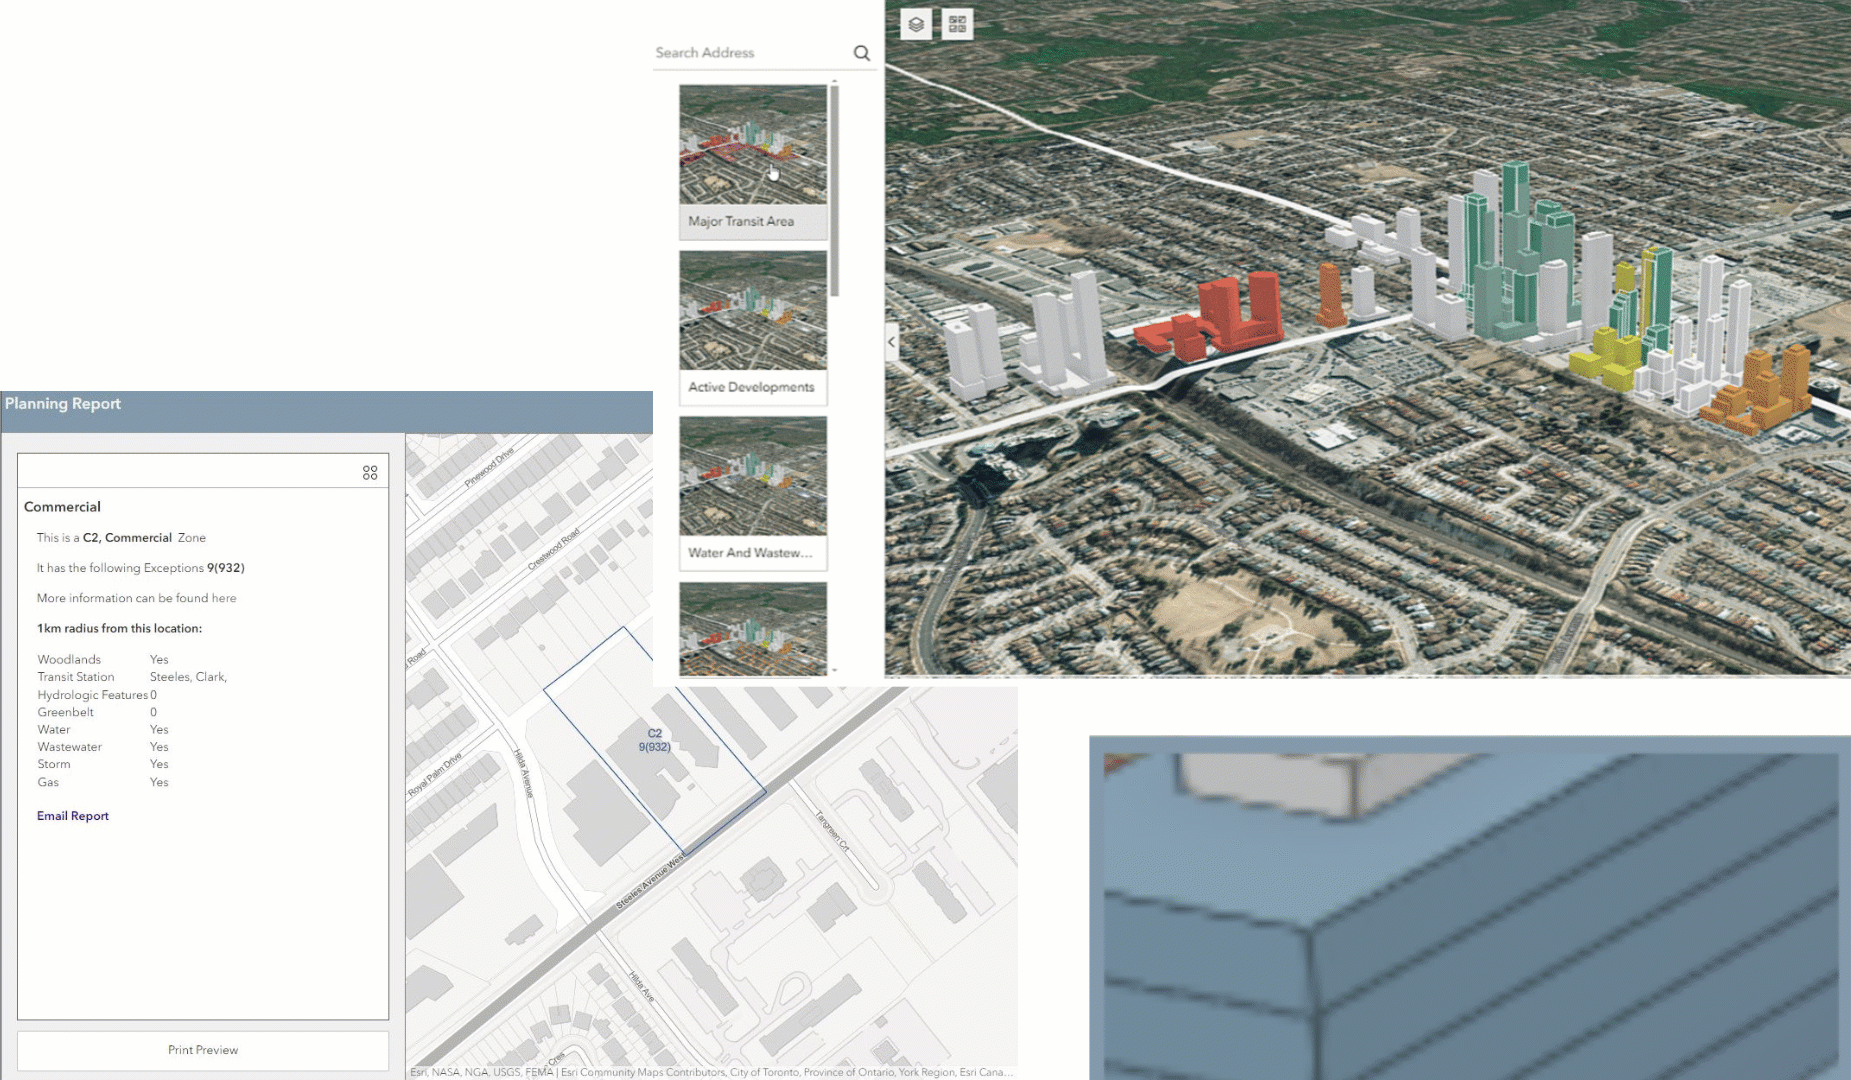 Search Address
Major Transit Area
Active Developments
Water And Wastew...
Planning Report
Commercial
This is a C2, Commercial Zone
It has the following Exceptions 9(932)
More information can be found here
1km radius from this location:
Woodlands Yes
Transit Station Steeles, Clark,
Hydrologic Features 0
Greenbelt 0
Water Yes
Wastewater Yes
Storm Yes
Gas Yes
Email Report
Print Preview
Pinewood Drive
Crestwood Road
Road
Royal Palm Drive
Hilda Avenue
C2
9(932)
Tangreen Crt
Steeles Avenue West
Hilda Ave
Cres
Esri, NASA, NGA, USGS, FEMA | Esri Community Maps Contributors, City of Toronto, Province of Ontario, York Region, Esri Cana...